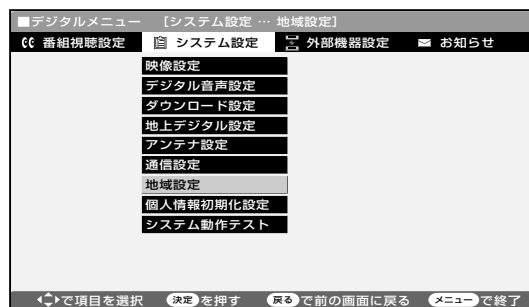 ■デジタルメニュー ［システム設定 … 地域設定］
番組視聴設定 システム設定 外部機器設定 お知らせ
映像設定
デジタル音声設定
ダウンロード設定
地上デジタル設定
アンテナ設定
通信設定
地域設定
個人情報初期化設定
システム動作テスト
で項目を選択 決定を押す 戻るで前の画面に戻る メニューで終了